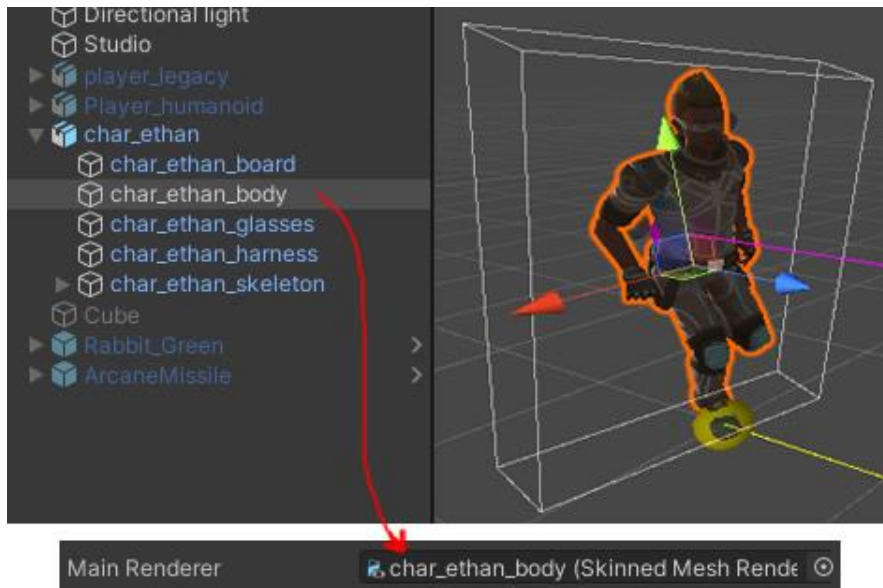 Directional light
Studio
player_legacy
Player_humanoid
char_ethan
char_ethan_board
char_ethan_body
char_ethan_glasses
char_ethan_harness
char_ethan_skeleton
Cube
Rabbit_Green
ArcaneMissile
Main Renderer char_ethan_body (Skinned Mesh Rende